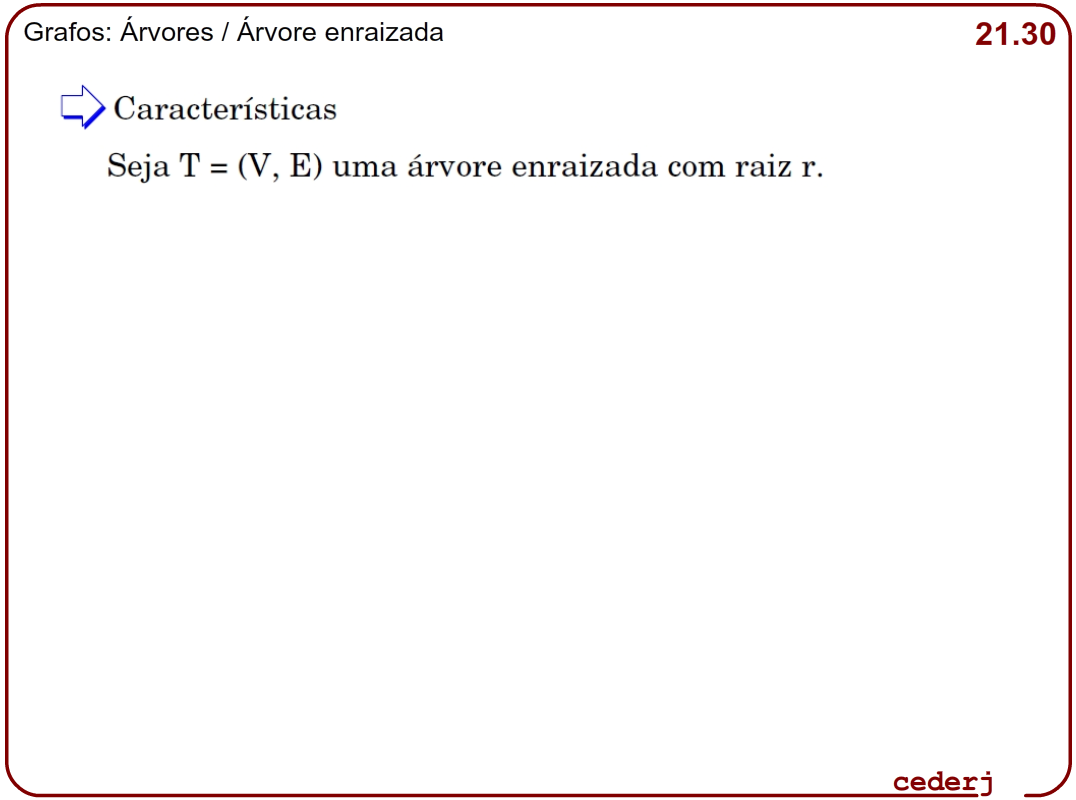 Grafos: Árvores / Árvore enraizada
21.30
Características
Seja T = (V, E) uma árvore enraizada com raiz r.
cederj